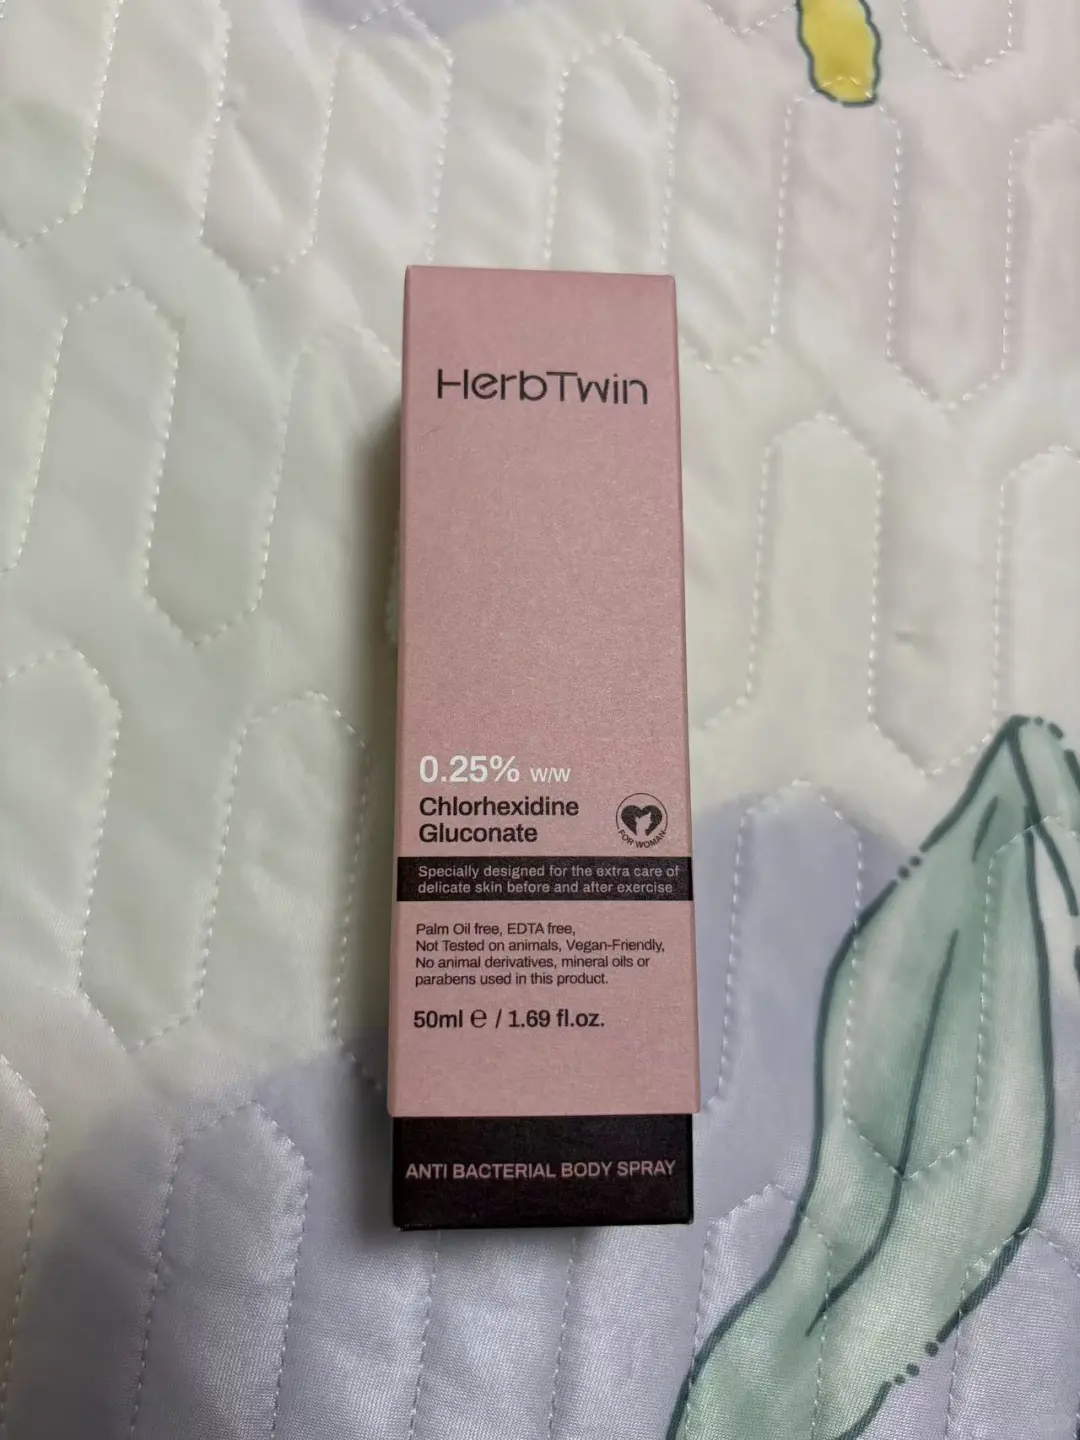 HerbTwin
0.25% W/W
Chlorhexidine
Gluconate
FOR WOMAN
Specially designed for the extra care of
delicate skin before and after exercise
Palm Oil free, EDTA free,
Not Tested on animals, Vegan-Friendly,
No animal derivatives, mineral oils or
parabens used in this product.
50ml ℮ / 1.69 fl.oz.
ANTI BACTERIAL BODY SPRAY